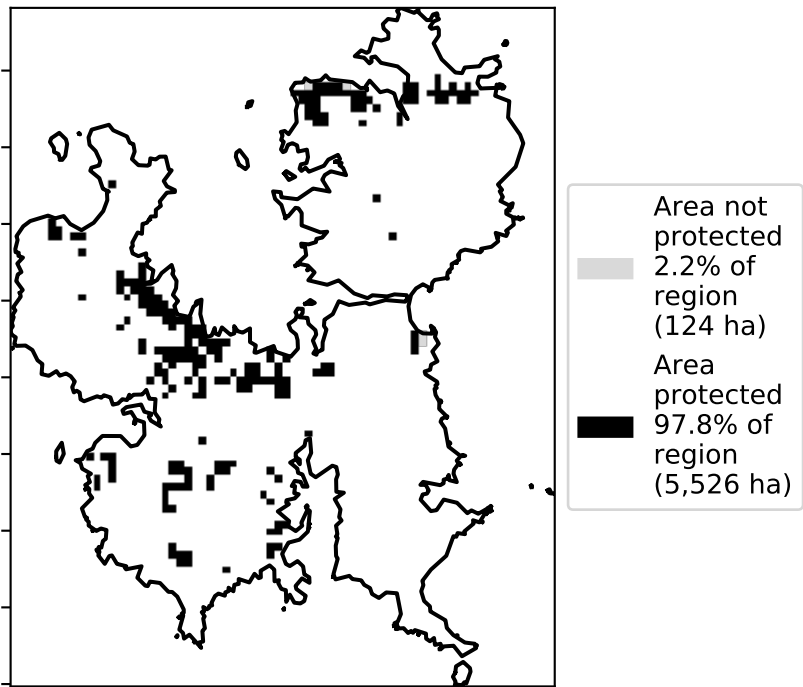 Area not
protected
2.2% of
region
(124 ha)
Area
protected
97.8% of
region
(5,526 ha)